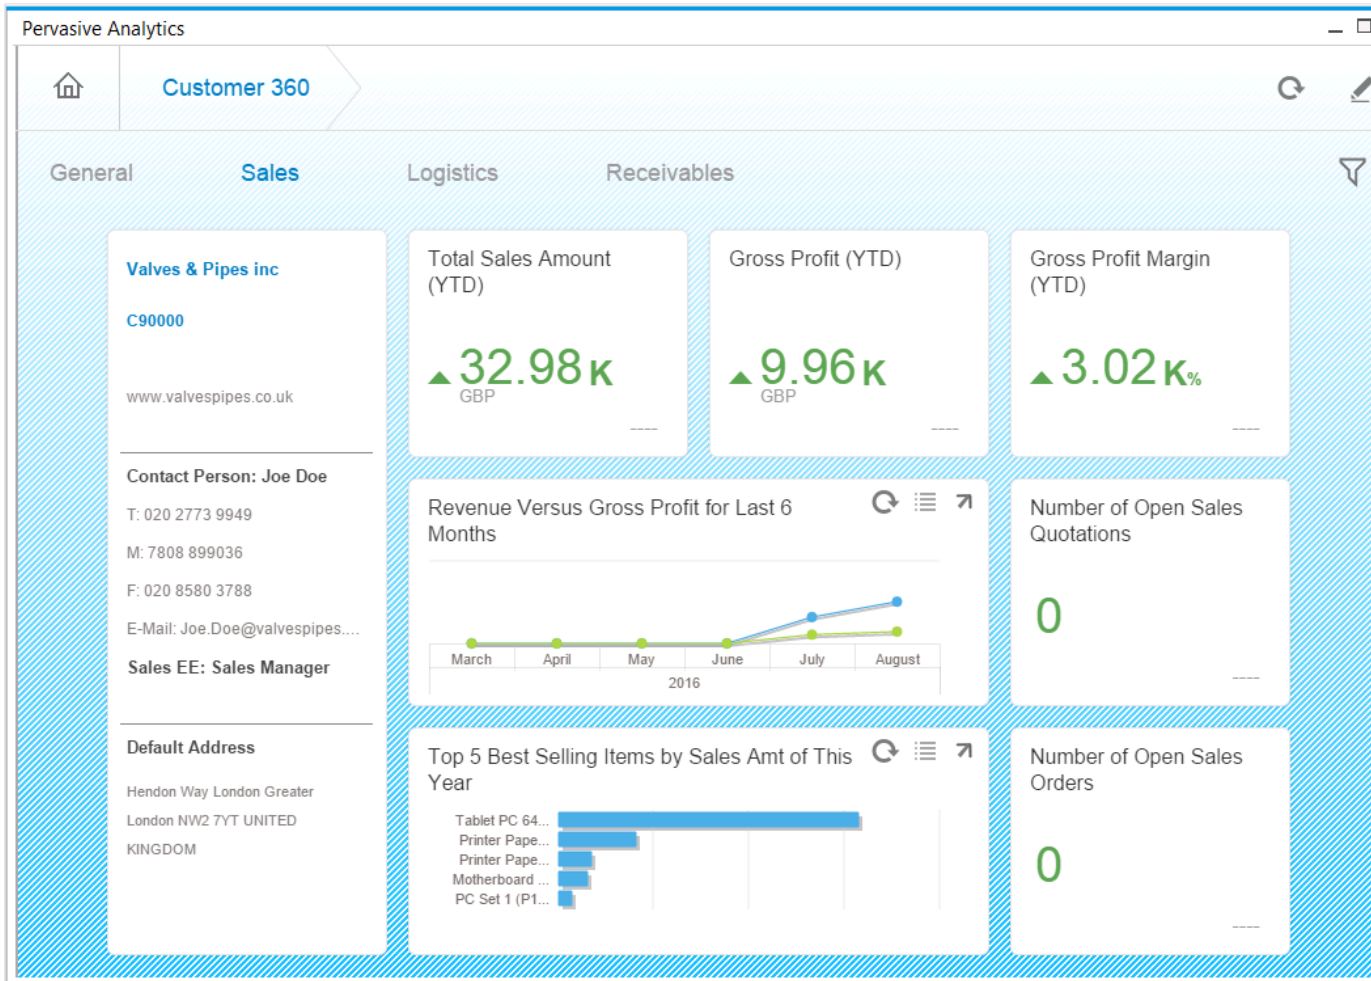 Pervasive Analytics
Customer 360
General
Sales
Logistics
Receivables
Valves & Pipes inc
C90000
www.valvespipes.co.uk
Contact Person: Joe Doe
T: 020 2773 9949
M: 7808 899036
F: 020 8580 3788
E-Mail: Joe.Doe@valvespipes....
Sales EE: Sales Manager
Default Address
Hendon Way London Greater
London NW2 7YT UNITED
KINGDOM
Total Sales Amount
(YTD)
32.98 K
GBP
----
Gross Profit (YTD)
9.96 K
GBP
----
Gross Profit Margin
(YTD)
3.02 K%
----
Revenue Versus Gross Profit for Last 6
Months
March
April
May
June
July
August
2016
Number of Open Sales
Quotations
0
----
Top 5 Best Selling Items by Sales Amt of This
Year
Tablet PC 64...
Printer Pape...
Printer Pape...
Motherboard ...
PC Set 1 (P1...
Number of Open Sales
Orders
0
----